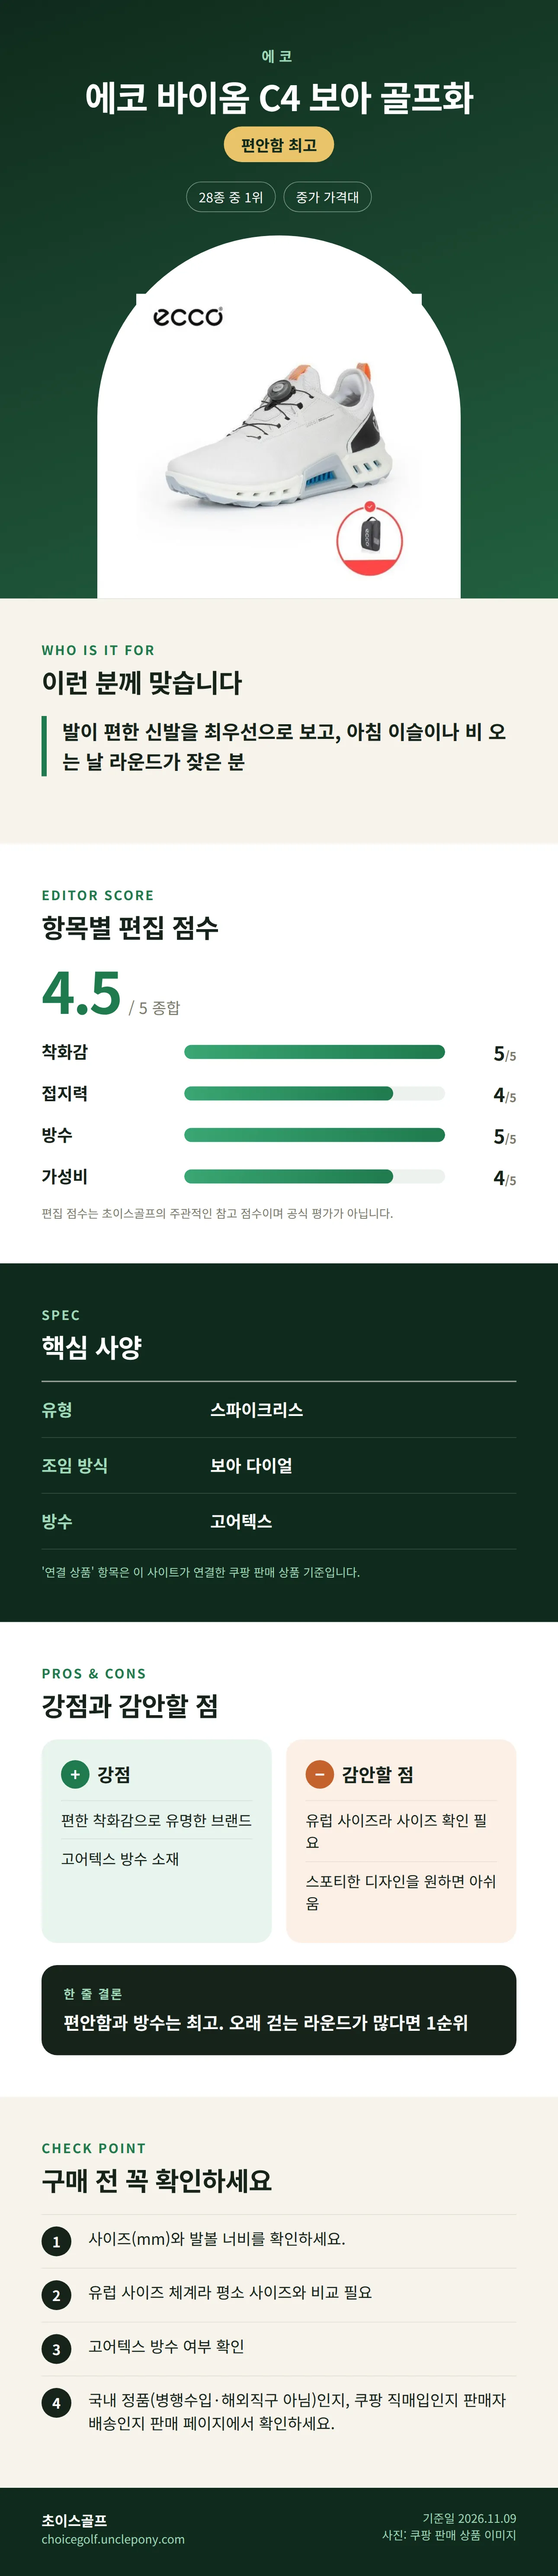 에코
에코 바이옴 C4 보아 골프화
편안함 최고
28종 중 1위
중가 가격대
ecco
WHO IS IT FOR
이런 분께 맞습니다
발이 편한 신발을 최우선으로 보고, 아침 이슬이나 비 오
는 날 라운드가 잦은 분
EDITOR SCORE
항목별 편집 점수
4.5 / 5 종합
착화감 5/5
접지력 4/5
방수 5/5
가성비 4/5
편집 점수는 초이스골프의 주관적인 참고 점수이며 공식 평가가 아닙니다.
SPEC
핵심 사양
유형 스파이크리스
조임 방식 보아 다이얼
방수 고어텍스
'연결 상품' 항목은 이 사이트가 연결한 쿠팡 판매 상품 기준입니다.
PROS & CONS
강점과 감안할 점
+ 강점
편한 착화감으로 유명한 브랜드
고어텍스 방수 소재
− 감안할 점
유럽 사이즈라 사이즈 확인 필
요
스포티한 디자인을 원하면 아쉬
움
한 줄 결론
편안함과 방수는 최고. 오래 걷는 라운드가 많다면 1순위
CHECK POINT
구매 전 꼭 확인하세요
1 사이즈(mm)와 발볼 너비를 확인하세요.
2 유럽 사이즈 체계라 평소 사이즈와 비교 필요
3 고어텍스 방수 여부 확인
4 국내 정품(병행수입·해외직구 아님)인지, 쿠팡 직매입인지 판매자
배송인지 판매 페이지에서 확인하세요.
초이스골프
choicegolf.unclepony.com
기준일 2026.11.09
사진: 쿠팡 판매 상품 이미지